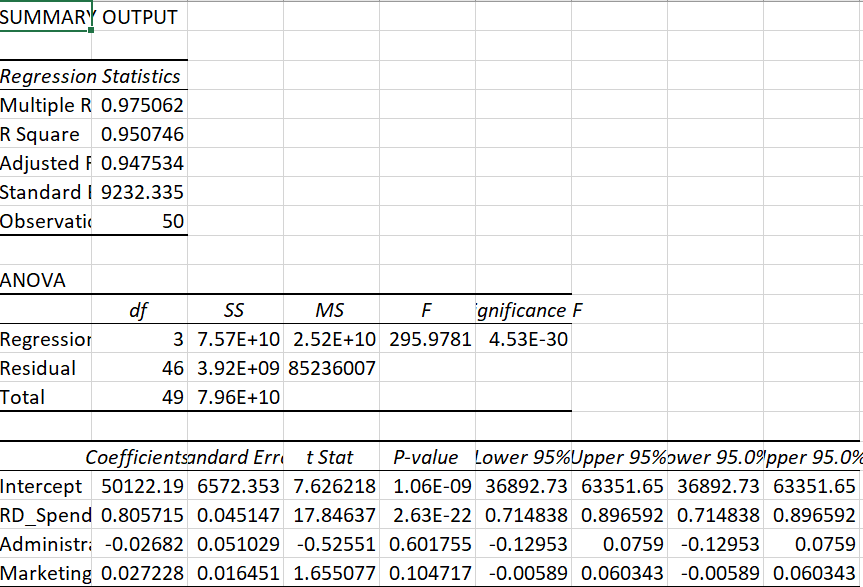 SUMMARY OUTPUT
Regression Statistics
Multiple R 0.975062
R Square 0.950746
Adjusted R 0.947534
Standard E 9232.335
Observatio 50
ANOVA
df SS MS F ignificance F
Regression 3 7.57E+10 2.52E+10 295.9781 4.53E-30
Residual 46 3.92E+09 85236007
Total 49 7.96E+10
Coefficients andard Erro t Stat P-value Lower 95% Upper 95% ower 95.0% pper 95.0%
Intercept 50122.19 6572.353 7.626218 1.06E-09 36892.73 63351.65 36892.73 63351.65
RD_Spend 0.805715 0.045147 17.84637 2.63E-22 0.714838 0.896592 0.714838 0.896592
Administra -0.02682 0.051029 -0.52551 0.601755 -0.12953 0.0759 -0.12953 0.0759
Marketing 0.027228 0.016451 1.655077 0.104717 -0.00589 0.060343 -0.00589 0.060343